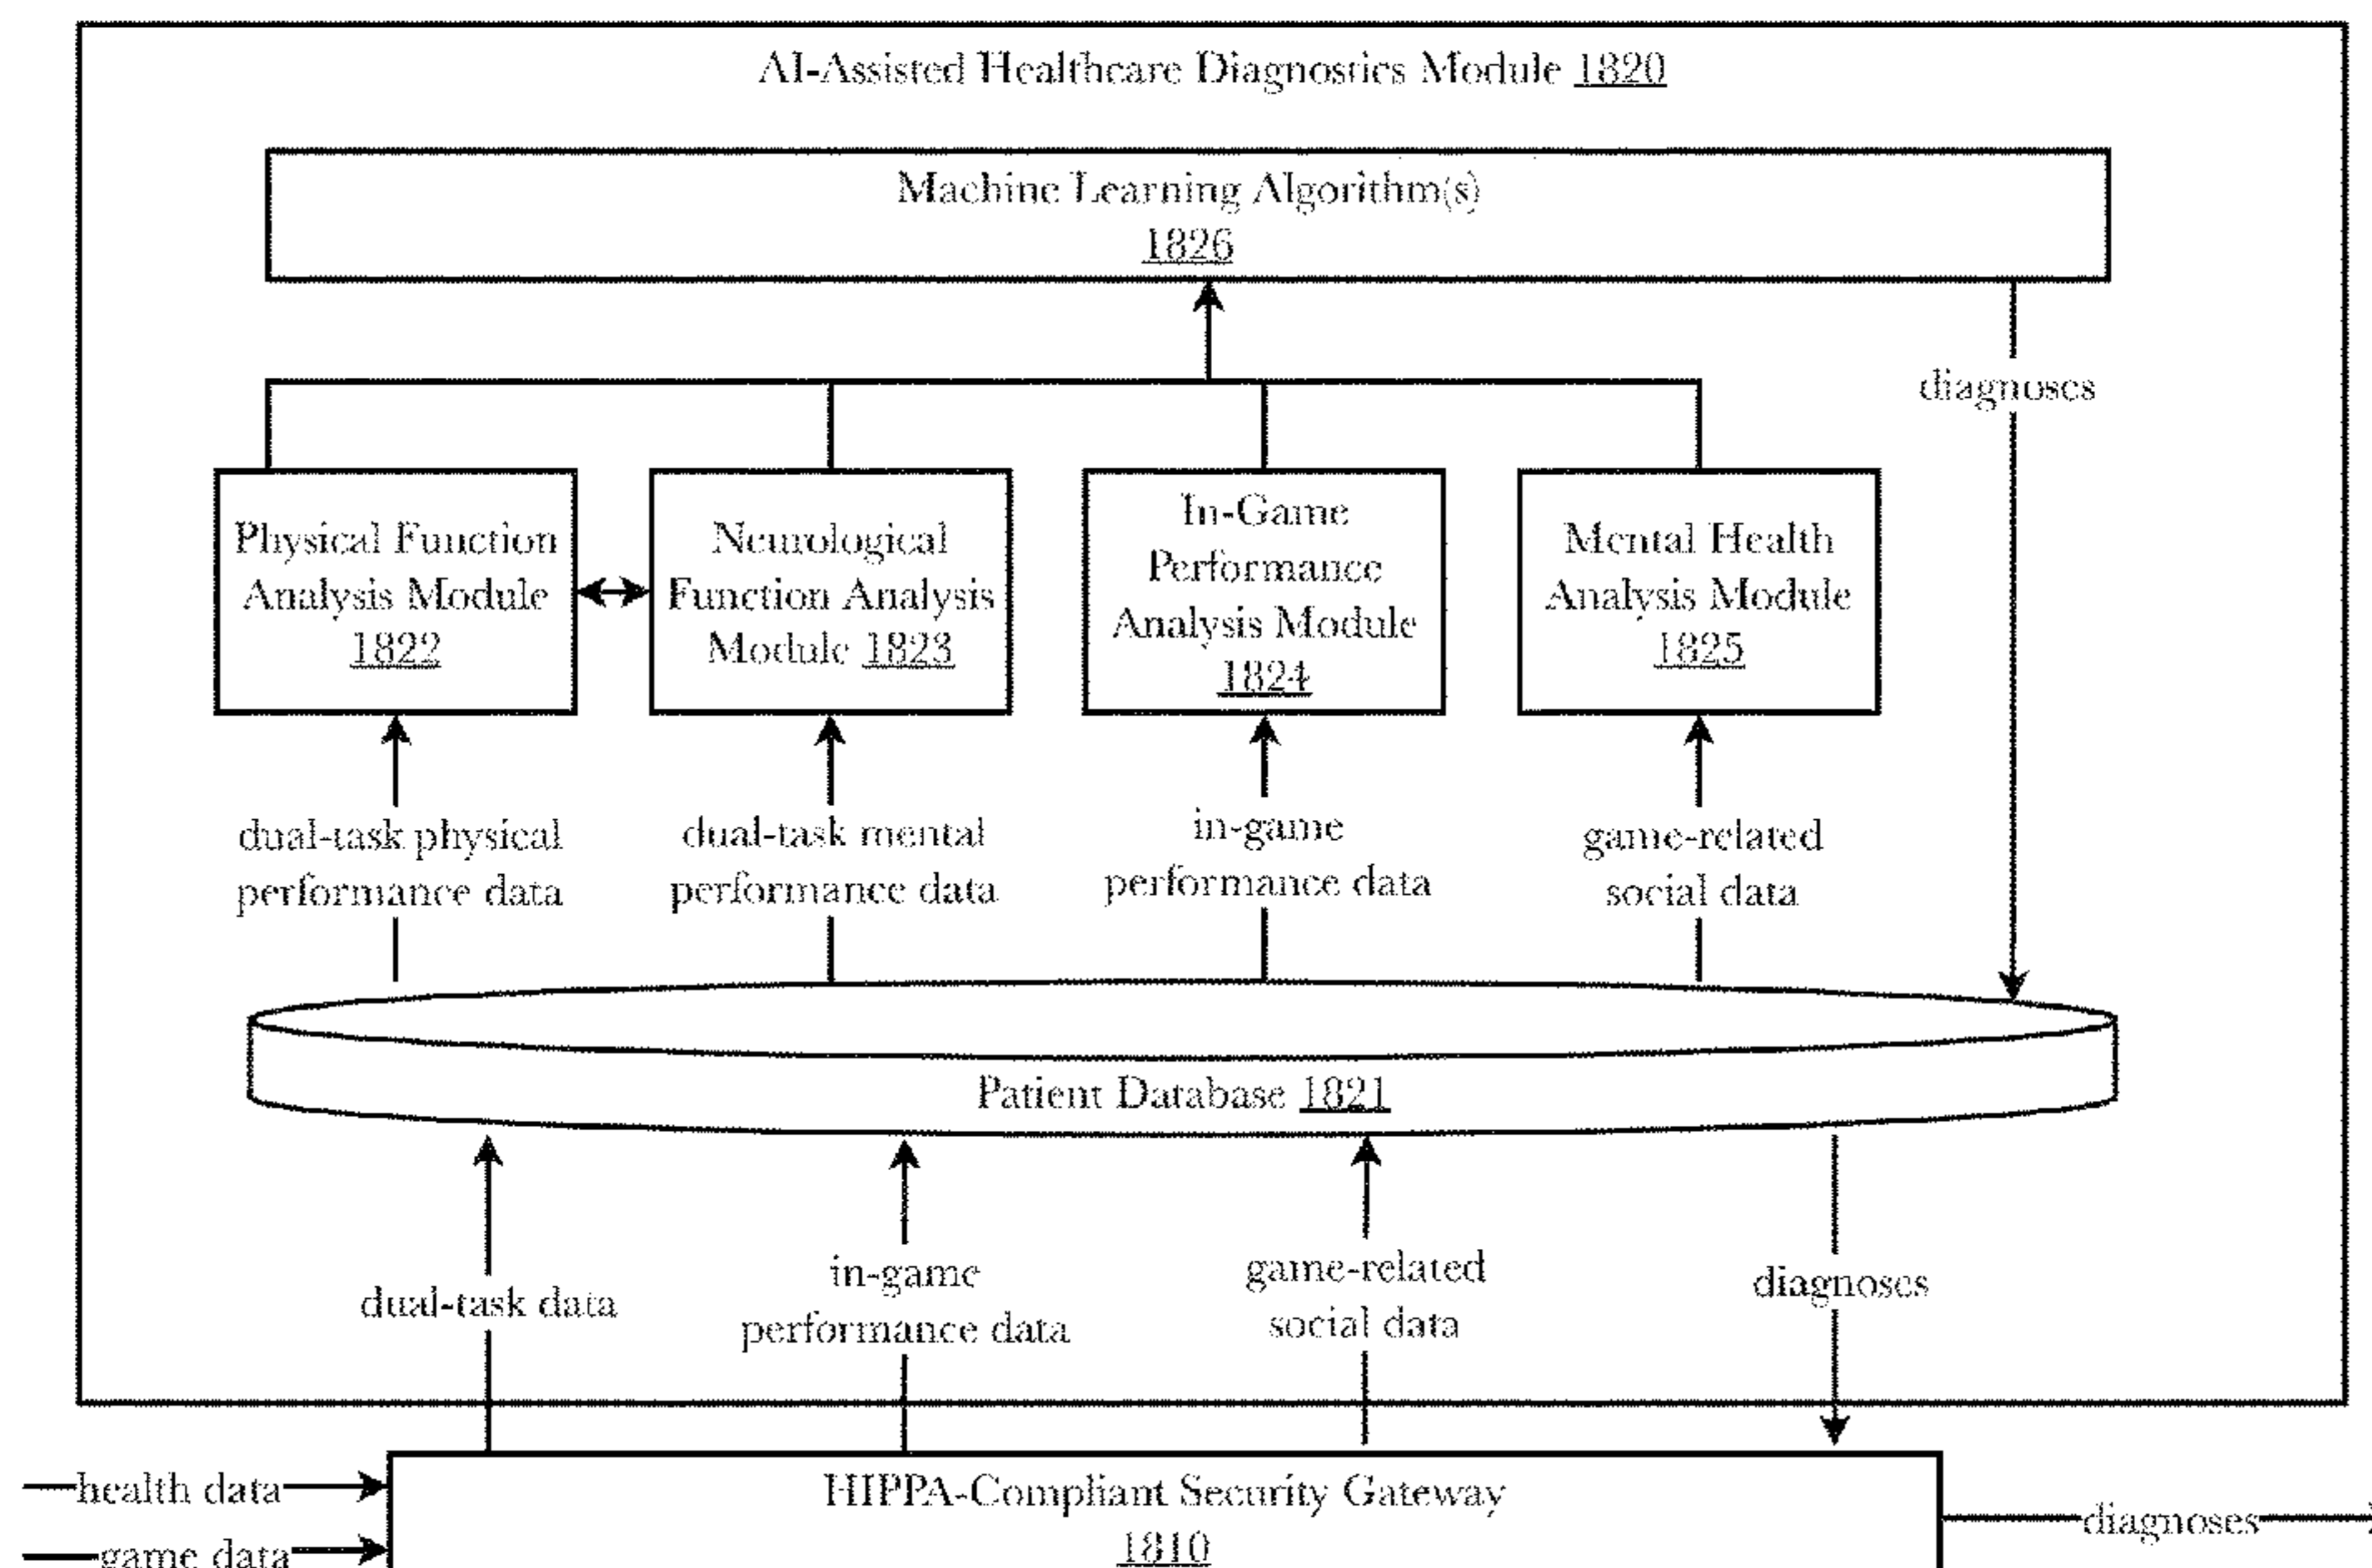 AI-Assisted Healthcare Diagnostics Module 1820
Machine Learning Algorithm(s)
1826
diagnoses
Physical Function
Analysis Module
1822
Neurological
Function Analysis
Module 1823
In-Game
Performance
Analysis Module
1824
Mental Health
Analysis Module
1825
dual-task physical
performance data
dual-task mental
performance data
in-game
performance data
game-related
social data
Patient Database 1821
dual-task data
in-game
performance data
game-related
social data
diagnoses
health data
game data
HIPPA-Compliant Security Gateway
1810
diagnoses